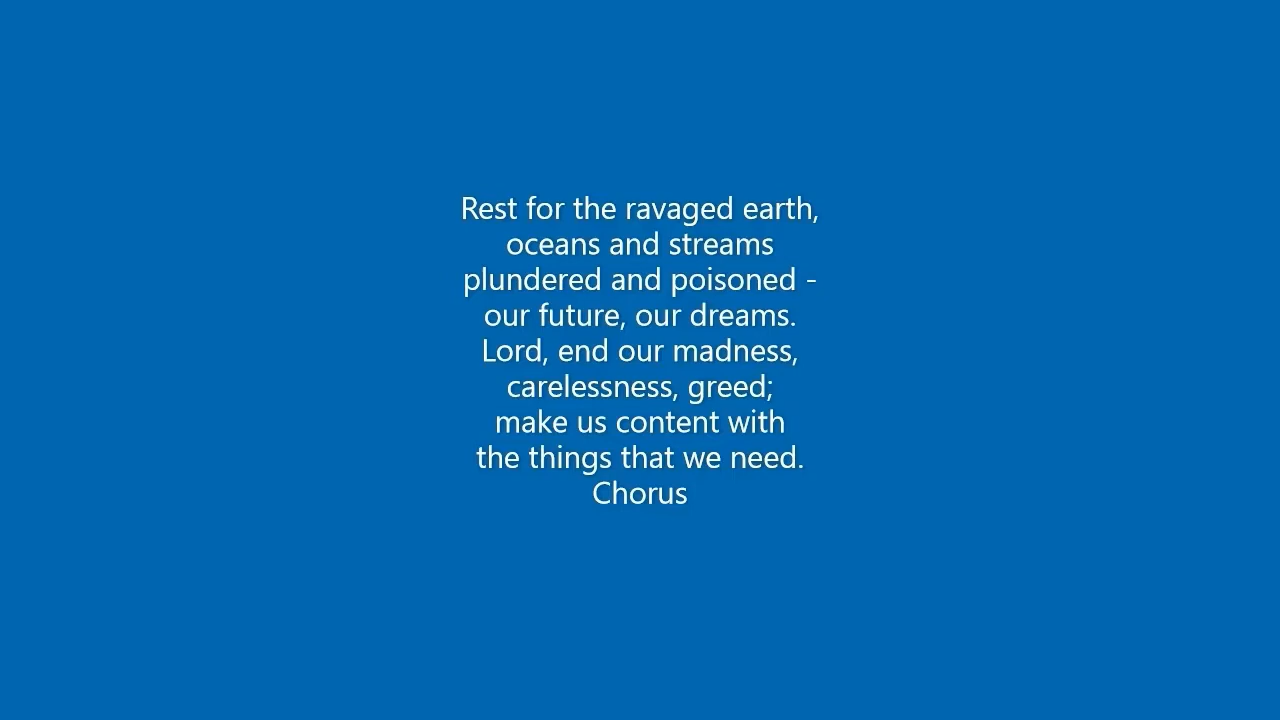 Rest for the ravaged earth,
oceans and streams
plundered and poisoned -
our future, our dreams.
Lord, end our madness,
carelessness, greed;
make us content with
the things that we need.
Chorus